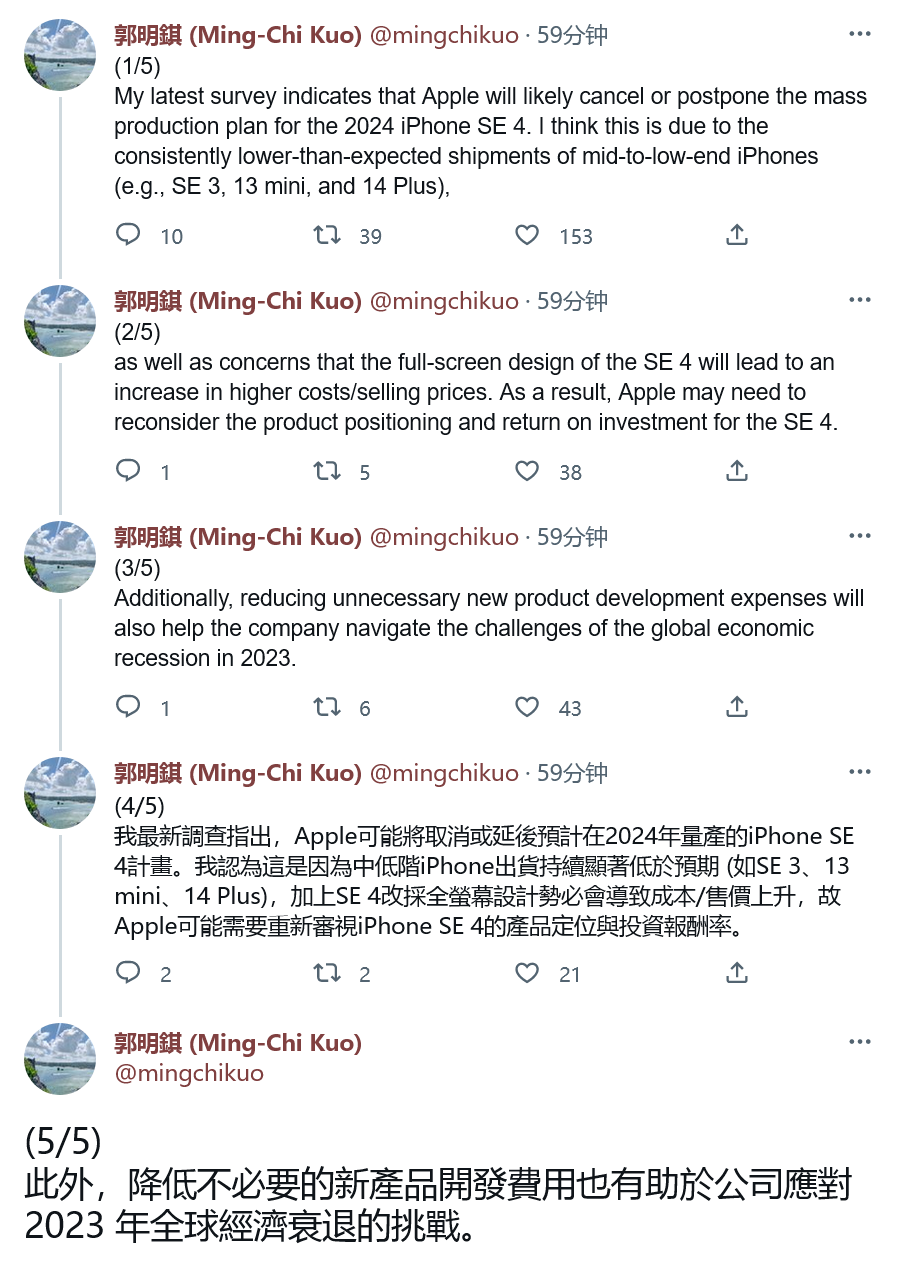 郭明錤 (Ming-Chi Kuo) @mingchikuo · 59分钟
(1/5)
My latest survey indicates that Apple will likely cancel or postpone the mass
production plan for the 2024 iPhone SE 4. I think this is due to the
consistently lower-than-expected shipments of mid-to-low-end iPhones
(e.g., SE 3, 13 mini, and 14 Plus),
10 39 153
郭明錤 (Ming-Chi Kuo) @mingchikuo · 59分钟
(2/5)
as well as concerns that the full-screen design of the SE 4 will lead to an
increase in higher costs/selling prices. As a result, Apple may need to
reconsider the product positioning and return on investment for the SE 4.
1 5 38
郭明錤 (Ming-Chi Kuo) @mingchikuo · 59分钟
(3/5)
Additionally, reducing unnecessary new product development expenses will
also help the company navigate the challenges of the global economic
recession in 2023.
1 6 43
郭明錤 (Ming-Chi Kuo) @mingchikuo · 59分钟
(4/5)
我最新調查指出，Apple可能將取消或延後預計在2024年量產的iPhone SE
4計畫。我認為這是因為中低階iPhone出貨持續顯著低於預期 (如SE 3、13
mini、14 Plus)，加上SE 4改採全螢幕設計勢必會導致成本/售價上升，故
Apple可能需要重新審視iPhone SE 4的產品定位與投資報酬率。
2 2 21
郭明錤 (Ming-Chi Kuo)
@mingchikuo
(5/5)
此外，降低不必要的新產品開發費用也有助於公司應對
2023 年全球經濟衰退的挑戰。